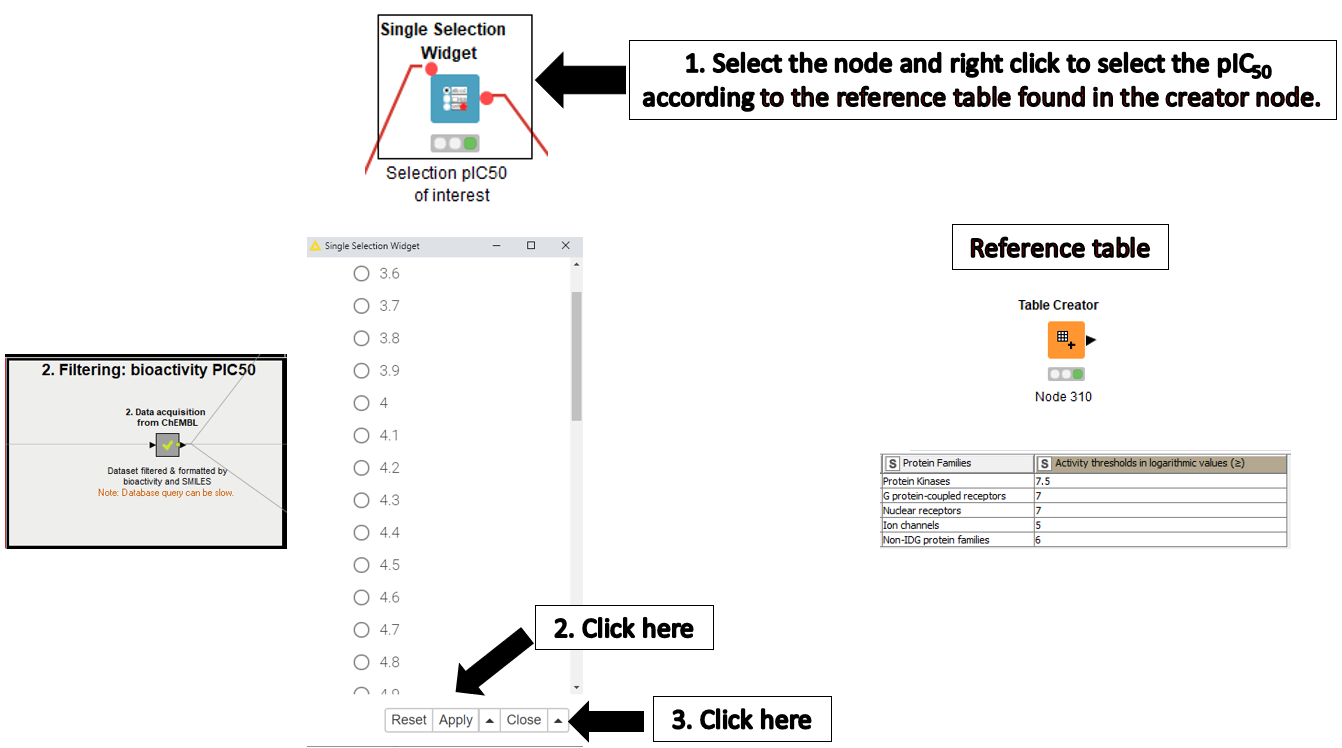 Single Selection
Widget
1. Select the node and right click to select the pIC50
according to the reference table found in the creator node.
Selection pIC50
of interest
Reference table
Single Selection Widget
3.6
3.7
3.8
3.9
4
4.1
4.2
4.3
4.4
4.5
4.6
4.7
4.8
4.9
Reset Apply Close
Table Creator
Node 310
2. Filtering: bioactivity PIC50
2. Data acquisition
from ChEMBL
Dataset filtered & formatted by
bioactivity and SMILES
Note: Database query can be slow.
S Protein Families S Activity thresholds in logarithmic values (≥)
Protein Kinases 7.5
G protein-coupled receptors 7
Nuclear receptors 7
Ion channels 5
Non-IDG protein families 6
2. Click here
3. Click here